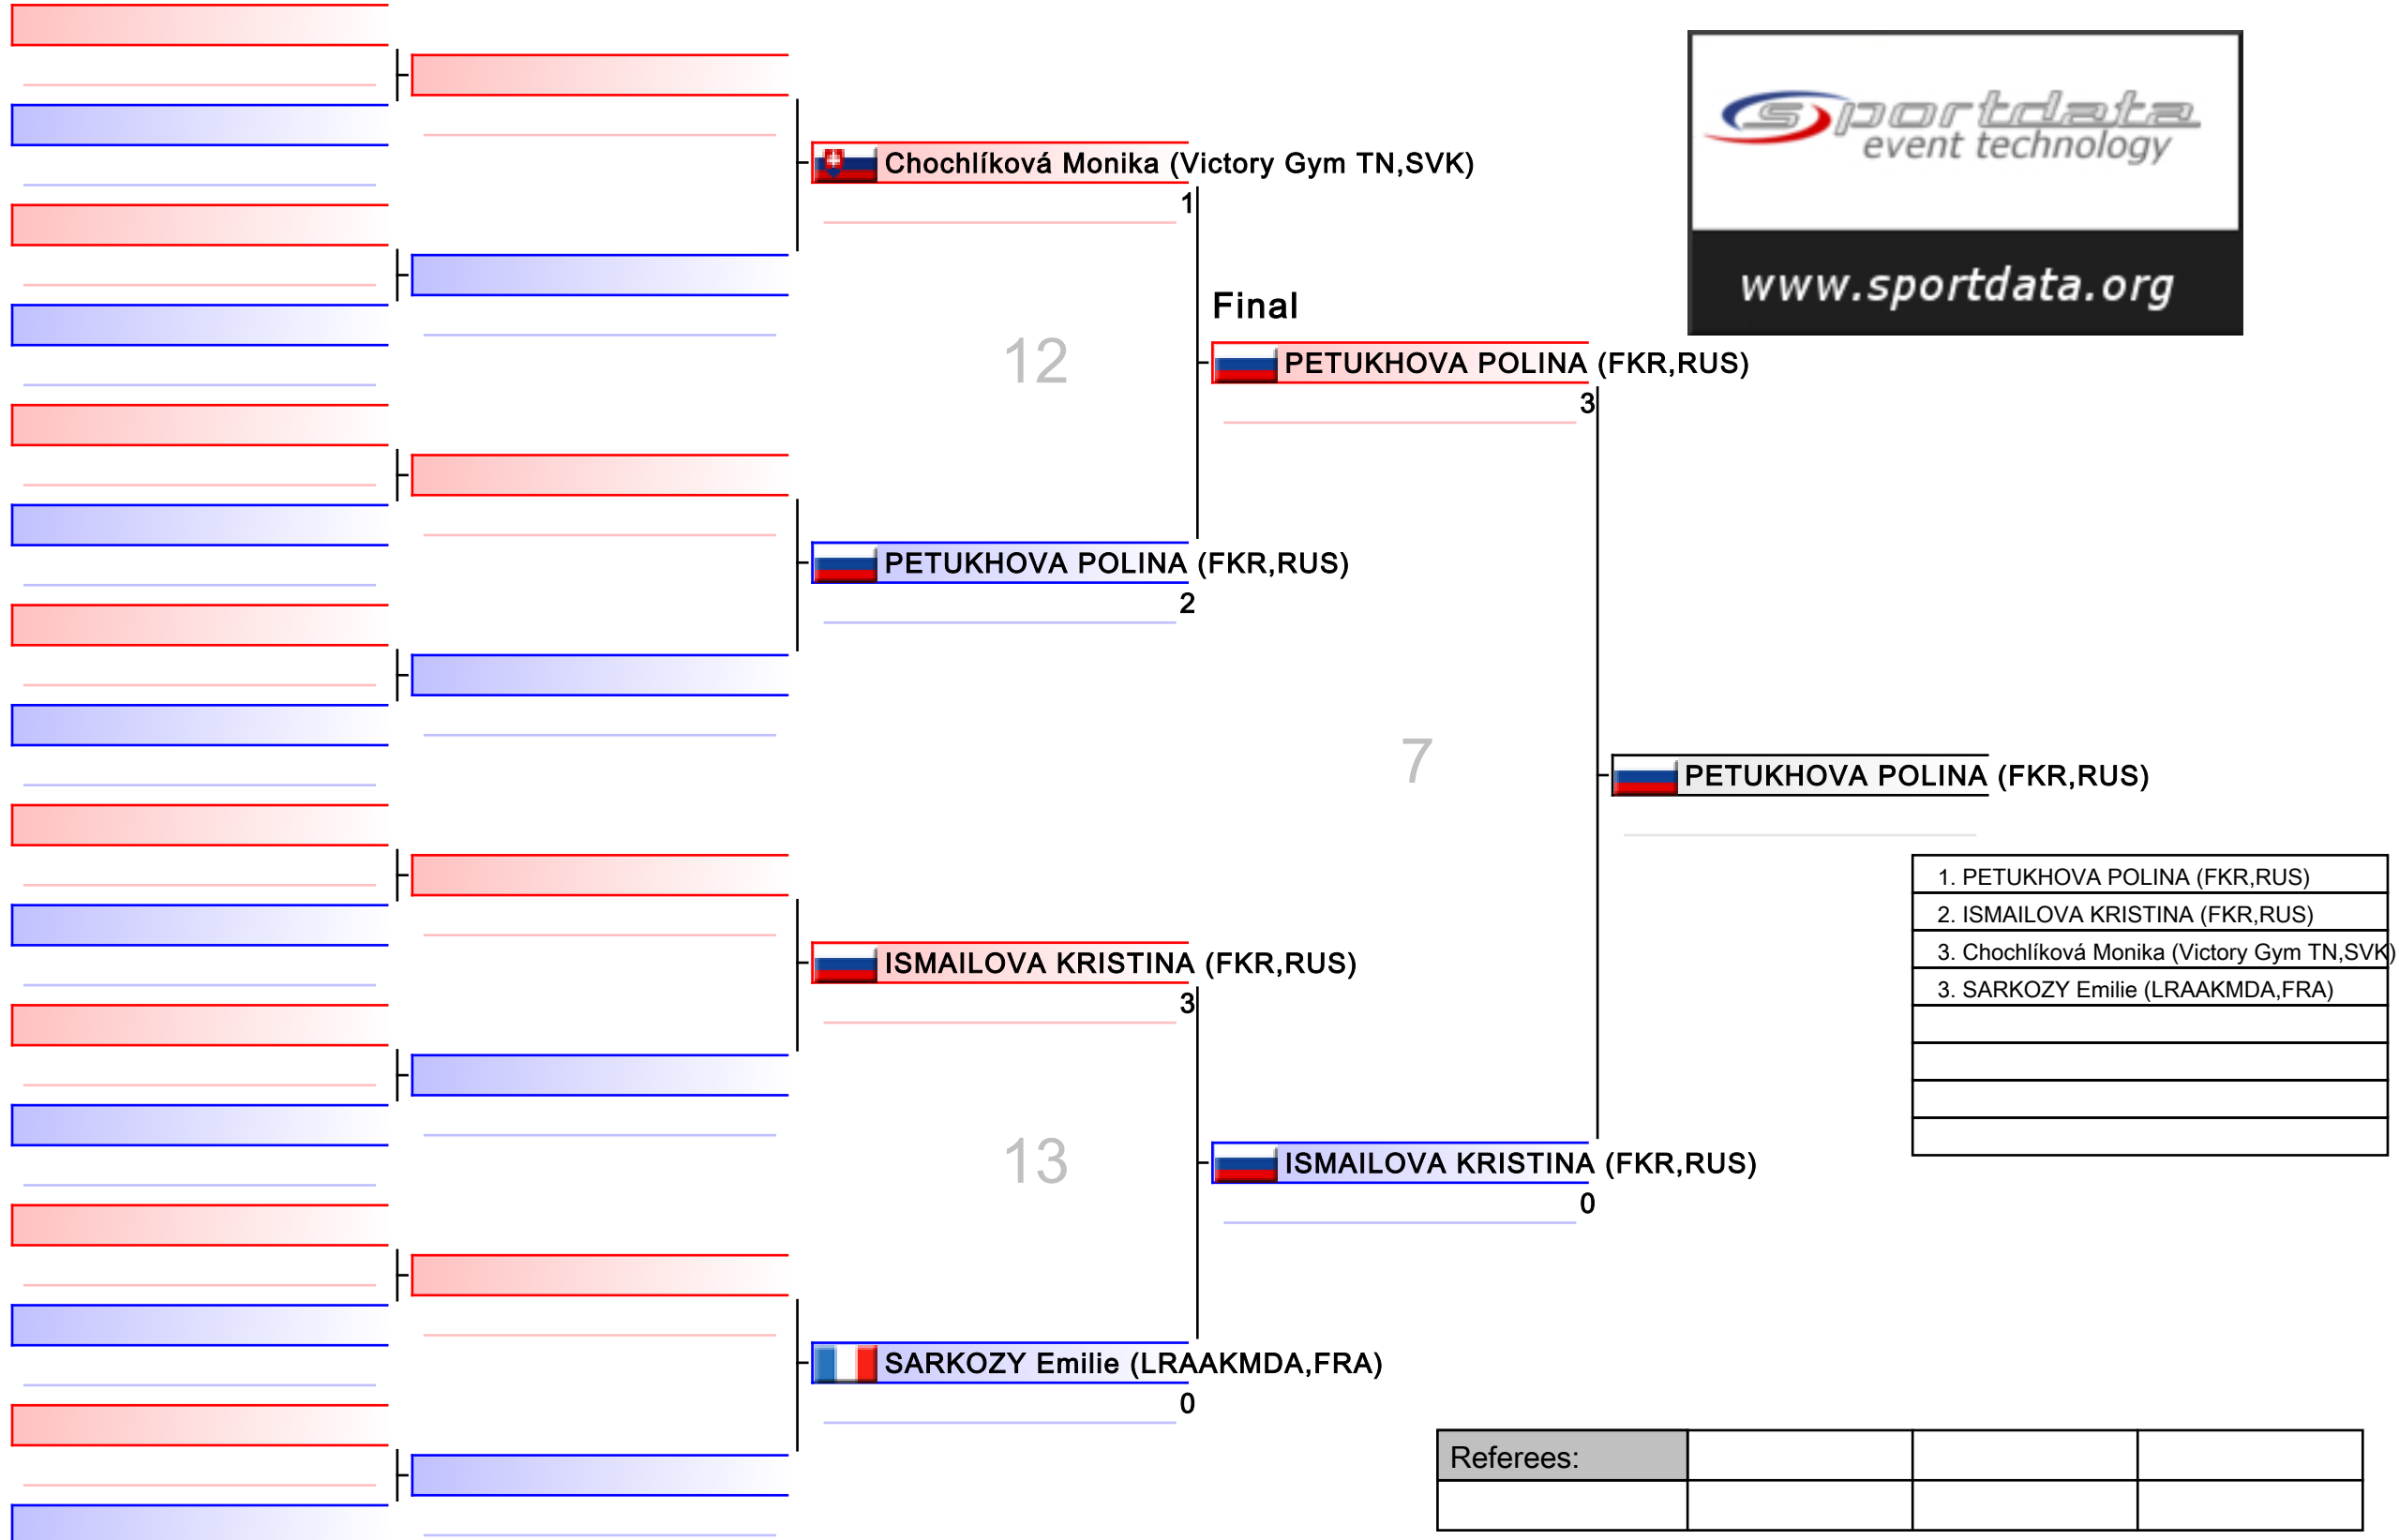 sportdata
event technology
www.sportdata.org
Chochlíková Monika (Victory Gym TN,SVK)
1
Final
12
PETUKHOVA POLINA (FKR,RUS)
3
PETUKHOVA POLINA (FKR,RUS)
2
7
PETUKHOVA POLINA (FKR,RUS)
1. PETUKHOVA POLINA (FKR,RUS)
2. ISMAILOVA KRISTINA (FKR,RUS)
3. Chochlíková Monika (Victory Gym TN,SVK)
3. SARKOZY Emilie (LRAAKMDA,FRA)
ISMAILOVA KRISTINA (FKR,RUS)
3
13
ISMAILOVA KRISTINA (FKR,RUS)
0
SARKOZY Emilie (LRAAKMDA,FRA)
0
Referees: